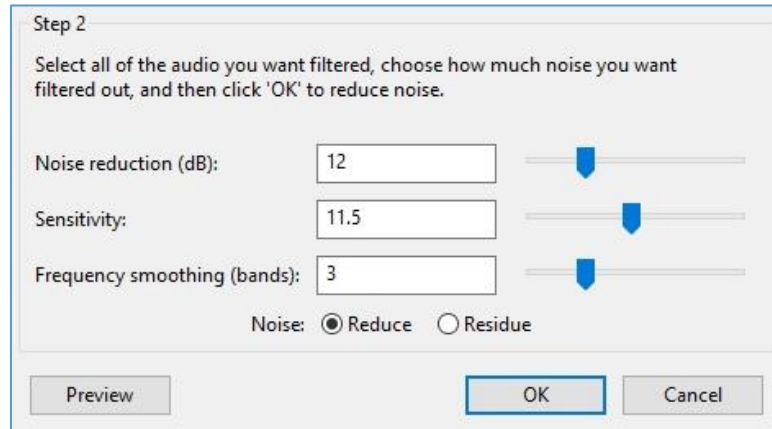 Step 2
Select all of the audio you want filtered, choose how much noise you want
filtered out, and then click 'OK' to reduce noise.
Noise reduction (dB): 12
Sensitivity: 11.5
Frequency smoothing (bands): 3
Noise: Reduce Residue
Preview OK Cancel